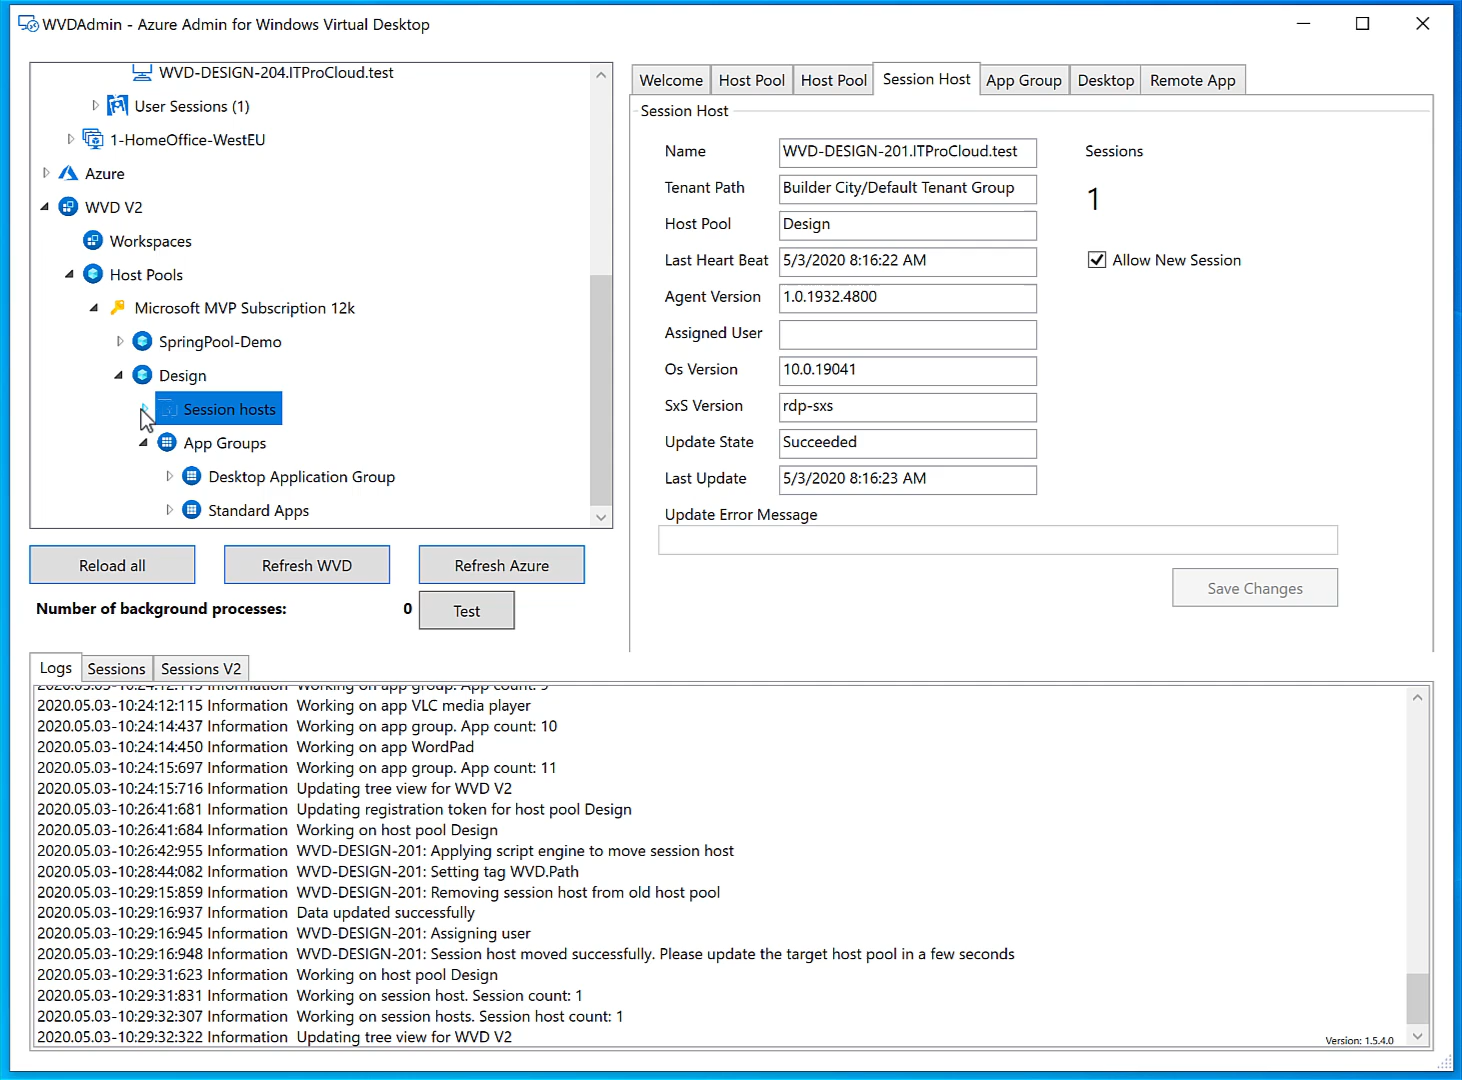 WVDAdmin - Azure Admin for Windows Virtual Desktop
WVD-DESIGN-204.ITProCloud.test
User Sessions (1)
1-HomeOffice-WestEU
Azure
WVD V2
Workspaces
Host Pools
Microsoft MVP Subscription 12k
SpringPool-Demo
Design
Session hosts
App Groups
Desktop Application Group
Standard Apps
Reload all
Refresh WVD
Refresh Azure
Number of background processes: 0
Test
Welcome
Host Pool
Host Pool
Session Host
App Group
Desktop
Remote App
Session Host
Name WVD-DESIGN-201.ITProCloud.test
Tenant Path Builder City/Default Tenant Group
Host Pool Design
Last Heart Beat 5/3/2020 8:16:22 AM
Agent Version 1.0.1932.4800
Assigned User
Os Version 10.0.19041
SxS Version rdp-sxs
Update State Succeeded
Last Update 5/3/2020 8:16:23 AM
Update Error Message
Sessions
1
Allow New Session
Save Changes
Logs
Sessions
Sessions V2
2020.05.03-10:24:12:115 Information Working on app group. App count: 9
2020.05.03-10:24:12:115 Information Working on app VLC media player
2020.05.03-10:24:14:437 Information Working on app group. App count: 10
2020.05.03-10:24:14:450 Information Working on app WordPad
2020.05.03-10:24:15:697 Information Working on app group. App count: 11
2020.05.03-10:24:15:716 Information Updating tree view for WVD V2
2020.05.03-10:26:41:681 Information Updating registration token for host pool Design
2020.05.03-10:26:41:684 Information Working on host pool Design
2020.05.03-10:26:42:955 Information WVD-DESIGN-201: Applying script engine to move session host
2020.05.03-10:28:44:082 Information WVD-DESIGN-201: Setting tag WVD.Path
2020.05.03-10:29:15:859 Information WVD-DESIGN-201: Removing session host from old host pool
2020.05.03-10:29:16:937 Information Data updated successfully
2020.05.03-10:29:16:945 Information WVD-DESIGN-201: Assigning user
2020.05.03-10:29:16:948 Information WVD-DESIGN-201: Session host moved successfully. Please update the target host pool in a few seconds
2020.05.03-10:29:31:623 Information Working on host pool Design
2020.05.03-10:29:31:831 Information Working on session host. Session count: 1
2020.05.03-10:29:32:307 Information Working on session hosts. Session host count: 1
2020.05.03-10:29:32:322 Information Updating tree view for WVD V2
Version: 1.5.4.0